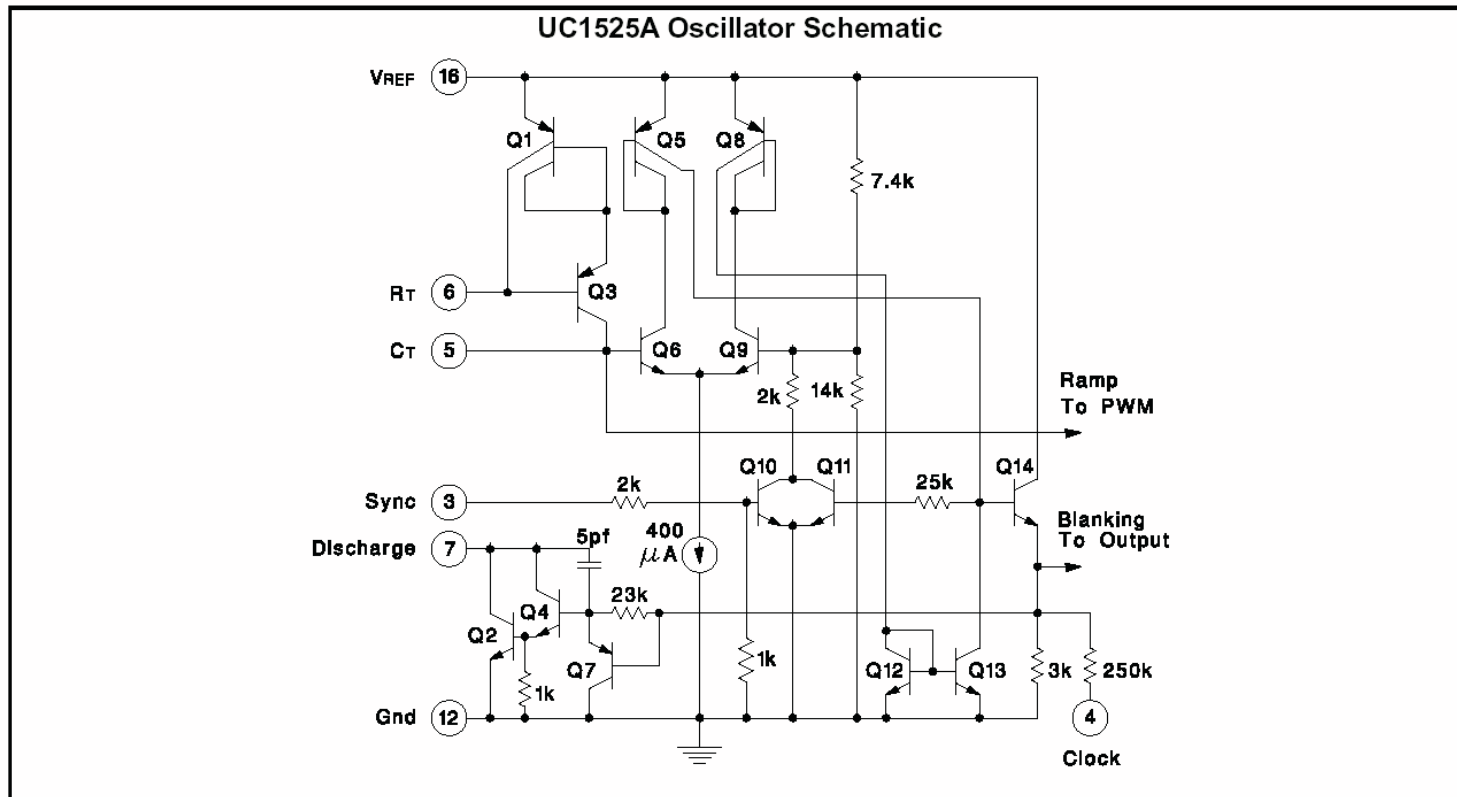 UC1525A Oscillator Schematic
VREF 16
Q1 Q5 Q8
7.4k
RT 6
Q3
CT 5
Q6 Q9
2k 14k
Ramp
To PWM
Q10 Q11 Q14
Sync 3
2k 25k
Blanking
To Output
Discharge 7
5pf
400
μA
23k
Q4
Q2
Q7
1k
1k
Q12 Q13
3k 250k
Gnd 12
4
Clock